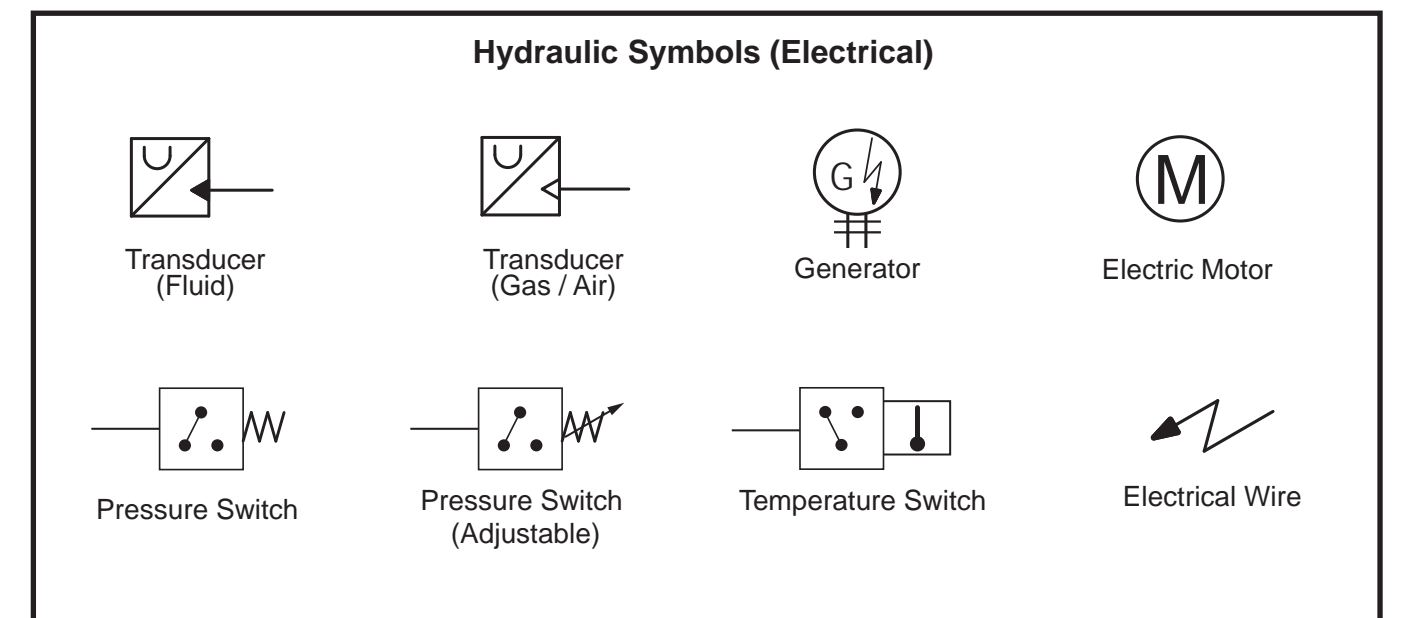 Hydraulic Symbols (Electrical)
U
U
G
M
Transducer
(Fluid)
Transducer
(Gas / Air)
Generator
Electric Motor
Pressure Switch
Pressure Switch
(Adjustable)
Temperature Switch
Electrical Wire